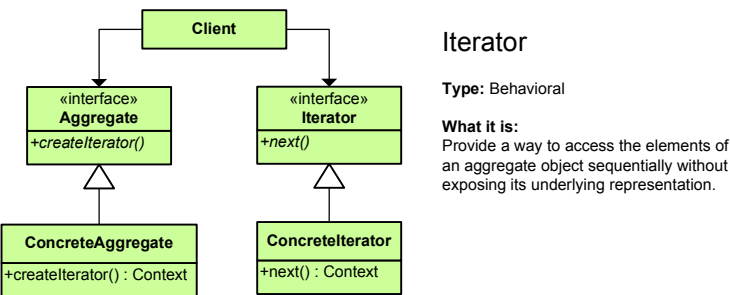 Client
«interface»
Aggregate
+createIterator()
«interface»
Iterator
+next()
ConcreteAggregate
+createIterator() : Context
ConcreteIterator
+next() : Context
Iterator
Type: Behavioral
What it is:
Provide a way to access the elements of
an aggregate object sequentially without
exposing its underlying representation.